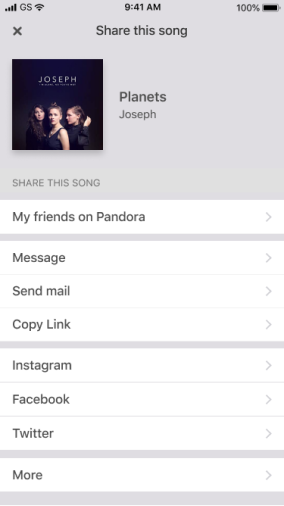 GS 9:41 AM 100%
Share this song
JOSEPH
Planets
Joseph
SHARE THIS SONG
My friends on Pandora
Message
Send mail
Copy Link
Instagram
Facebook
Twitter
More